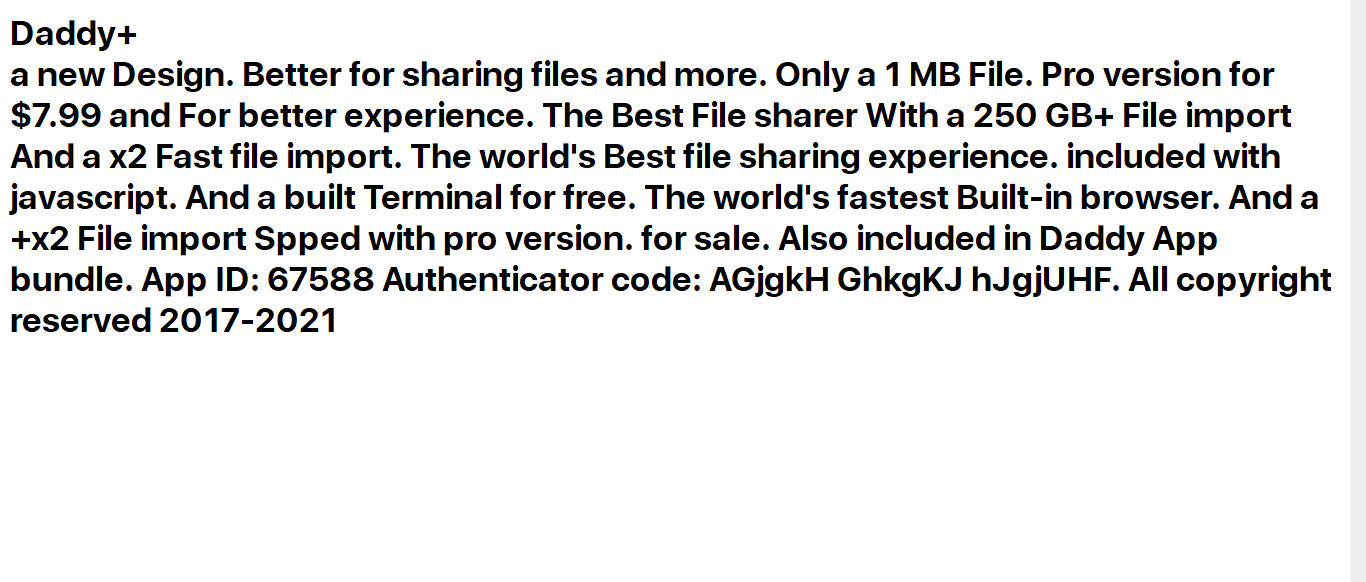 Daddy+
a new Design. Better for sharing files and more. Only a 1 MB File. Pro version for
$7.99 and For better experience. The Best File sharer With a 250 GB+ File import
And a x2 Fast file import. The world's Best file sharing experience. included with
javascript. And a built Terminal for free. The world's fastest Built-in browser. And a
+x2 File import Spped with pro version. for sale. Also included in Daddy App
bundle. App ID: 67588 Authenticator code: AGjgkH GhkgKJ hJgjUHF. All copyright
reserved 2017-2021